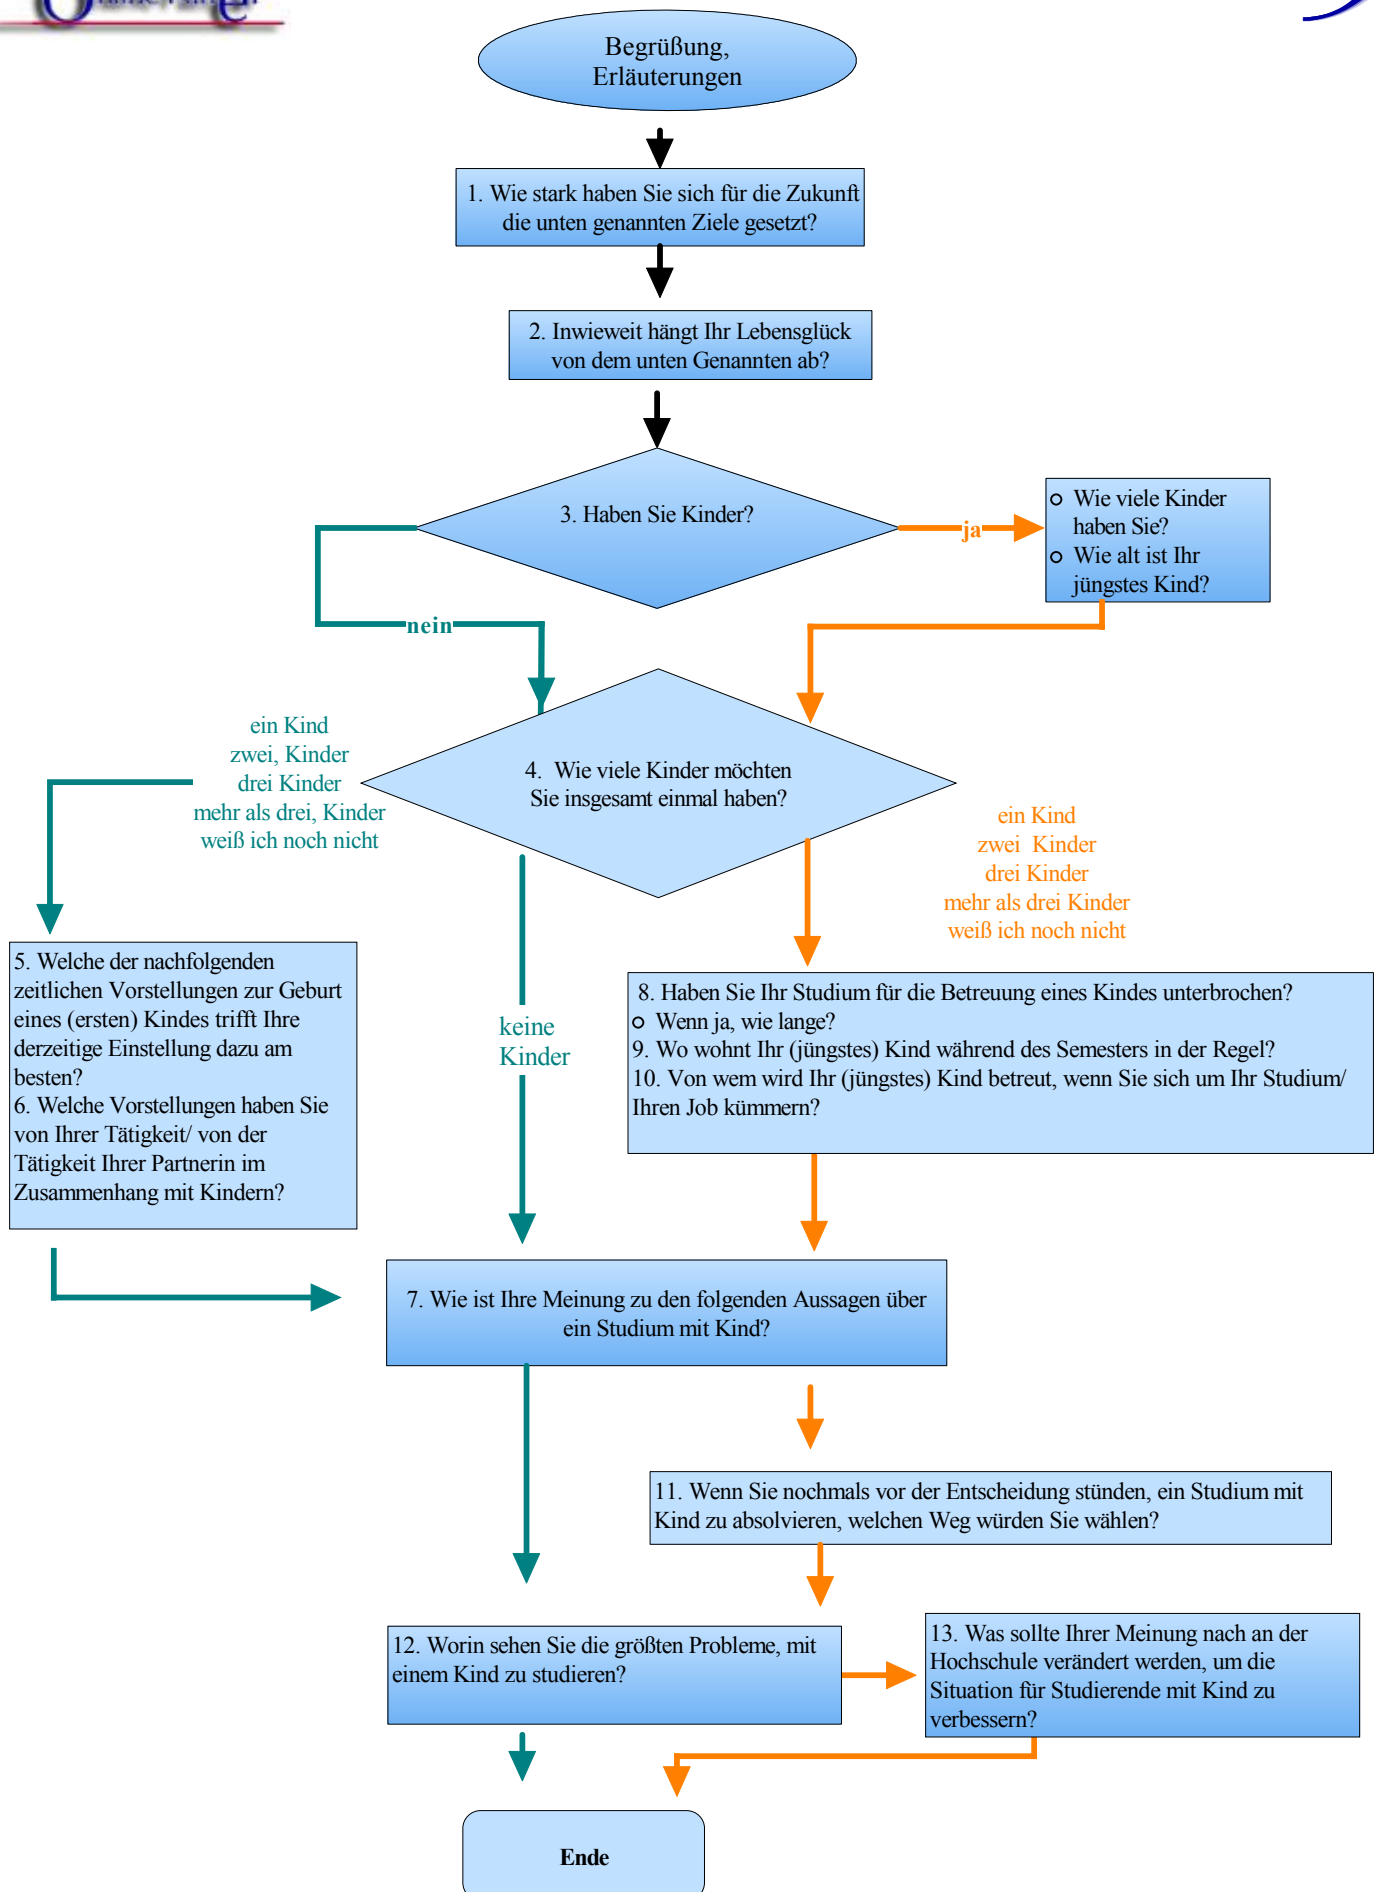 Begrüßung,
Erläuterungen
1. Wie stark haben Sie sich für die Zukunft
die unten genannten Ziele gesetzt?
2. Inwieweit hängt Ihr Lebensglück
von dem unten Genannten ab?
3. Haben Sie Kinder?
ja
Wie viele Kinder
haben Sie?
Wie alt ist Ihr
jüngstes Kind?
nein
ein Kind
zwei, Kinder
drei Kinder
mehr als drei, Kinder
weiß ich noch nicht
4. Wie viele Kinder möchten
Sie insgesamt einmal haben?
ein Kind
zwei Kinder
drei Kinder
mehr als drei Kinder
weiß ich noch nicht
5. Welche der nachfolgenden
zeitlichen Vorstellungen zur Geburt
eines (ersten) Kindes trifft Ihre
derzeitige Einstellung dazu am
besten?
6. Welche Vorstellungen haben Sie
von Ihrer Tätigkeit/ von der
Tätigkeit Ihrer Partnerin im
Zusammenhang mit Kindern?
keine
Kinder
8. Haben Sie Ihr Studium für die Betreuung eines Kindes unterbrochen?
Wenn ja, wie lange?
9. Wo wohnt Ihr (jüngstes) Kind während des Semesters in der Regel?
10. Von wem wird Ihr (jüngstes) Kind betreut, wenn Sie sich um Ihr Studium/
Ihren Job kümmern?
7. Wie ist Ihre Meinung zu den folgenden Aussagen über
ein Studium mit Kind?
11. Wenn Sie nochmals vor der Entscheidung stünden, ein Studium mit
Kind zu absolvieren, welchen Weg würden Sie wählen?
12. Worin sehen Sie die größten Probleme, mit
einem Kind zu studieren?
13. Was sollte Ihrer Meinung nach an der
Hochschule verändert werden, um die
Situation für Studierende mit Kind zu
verbessern?
Ende